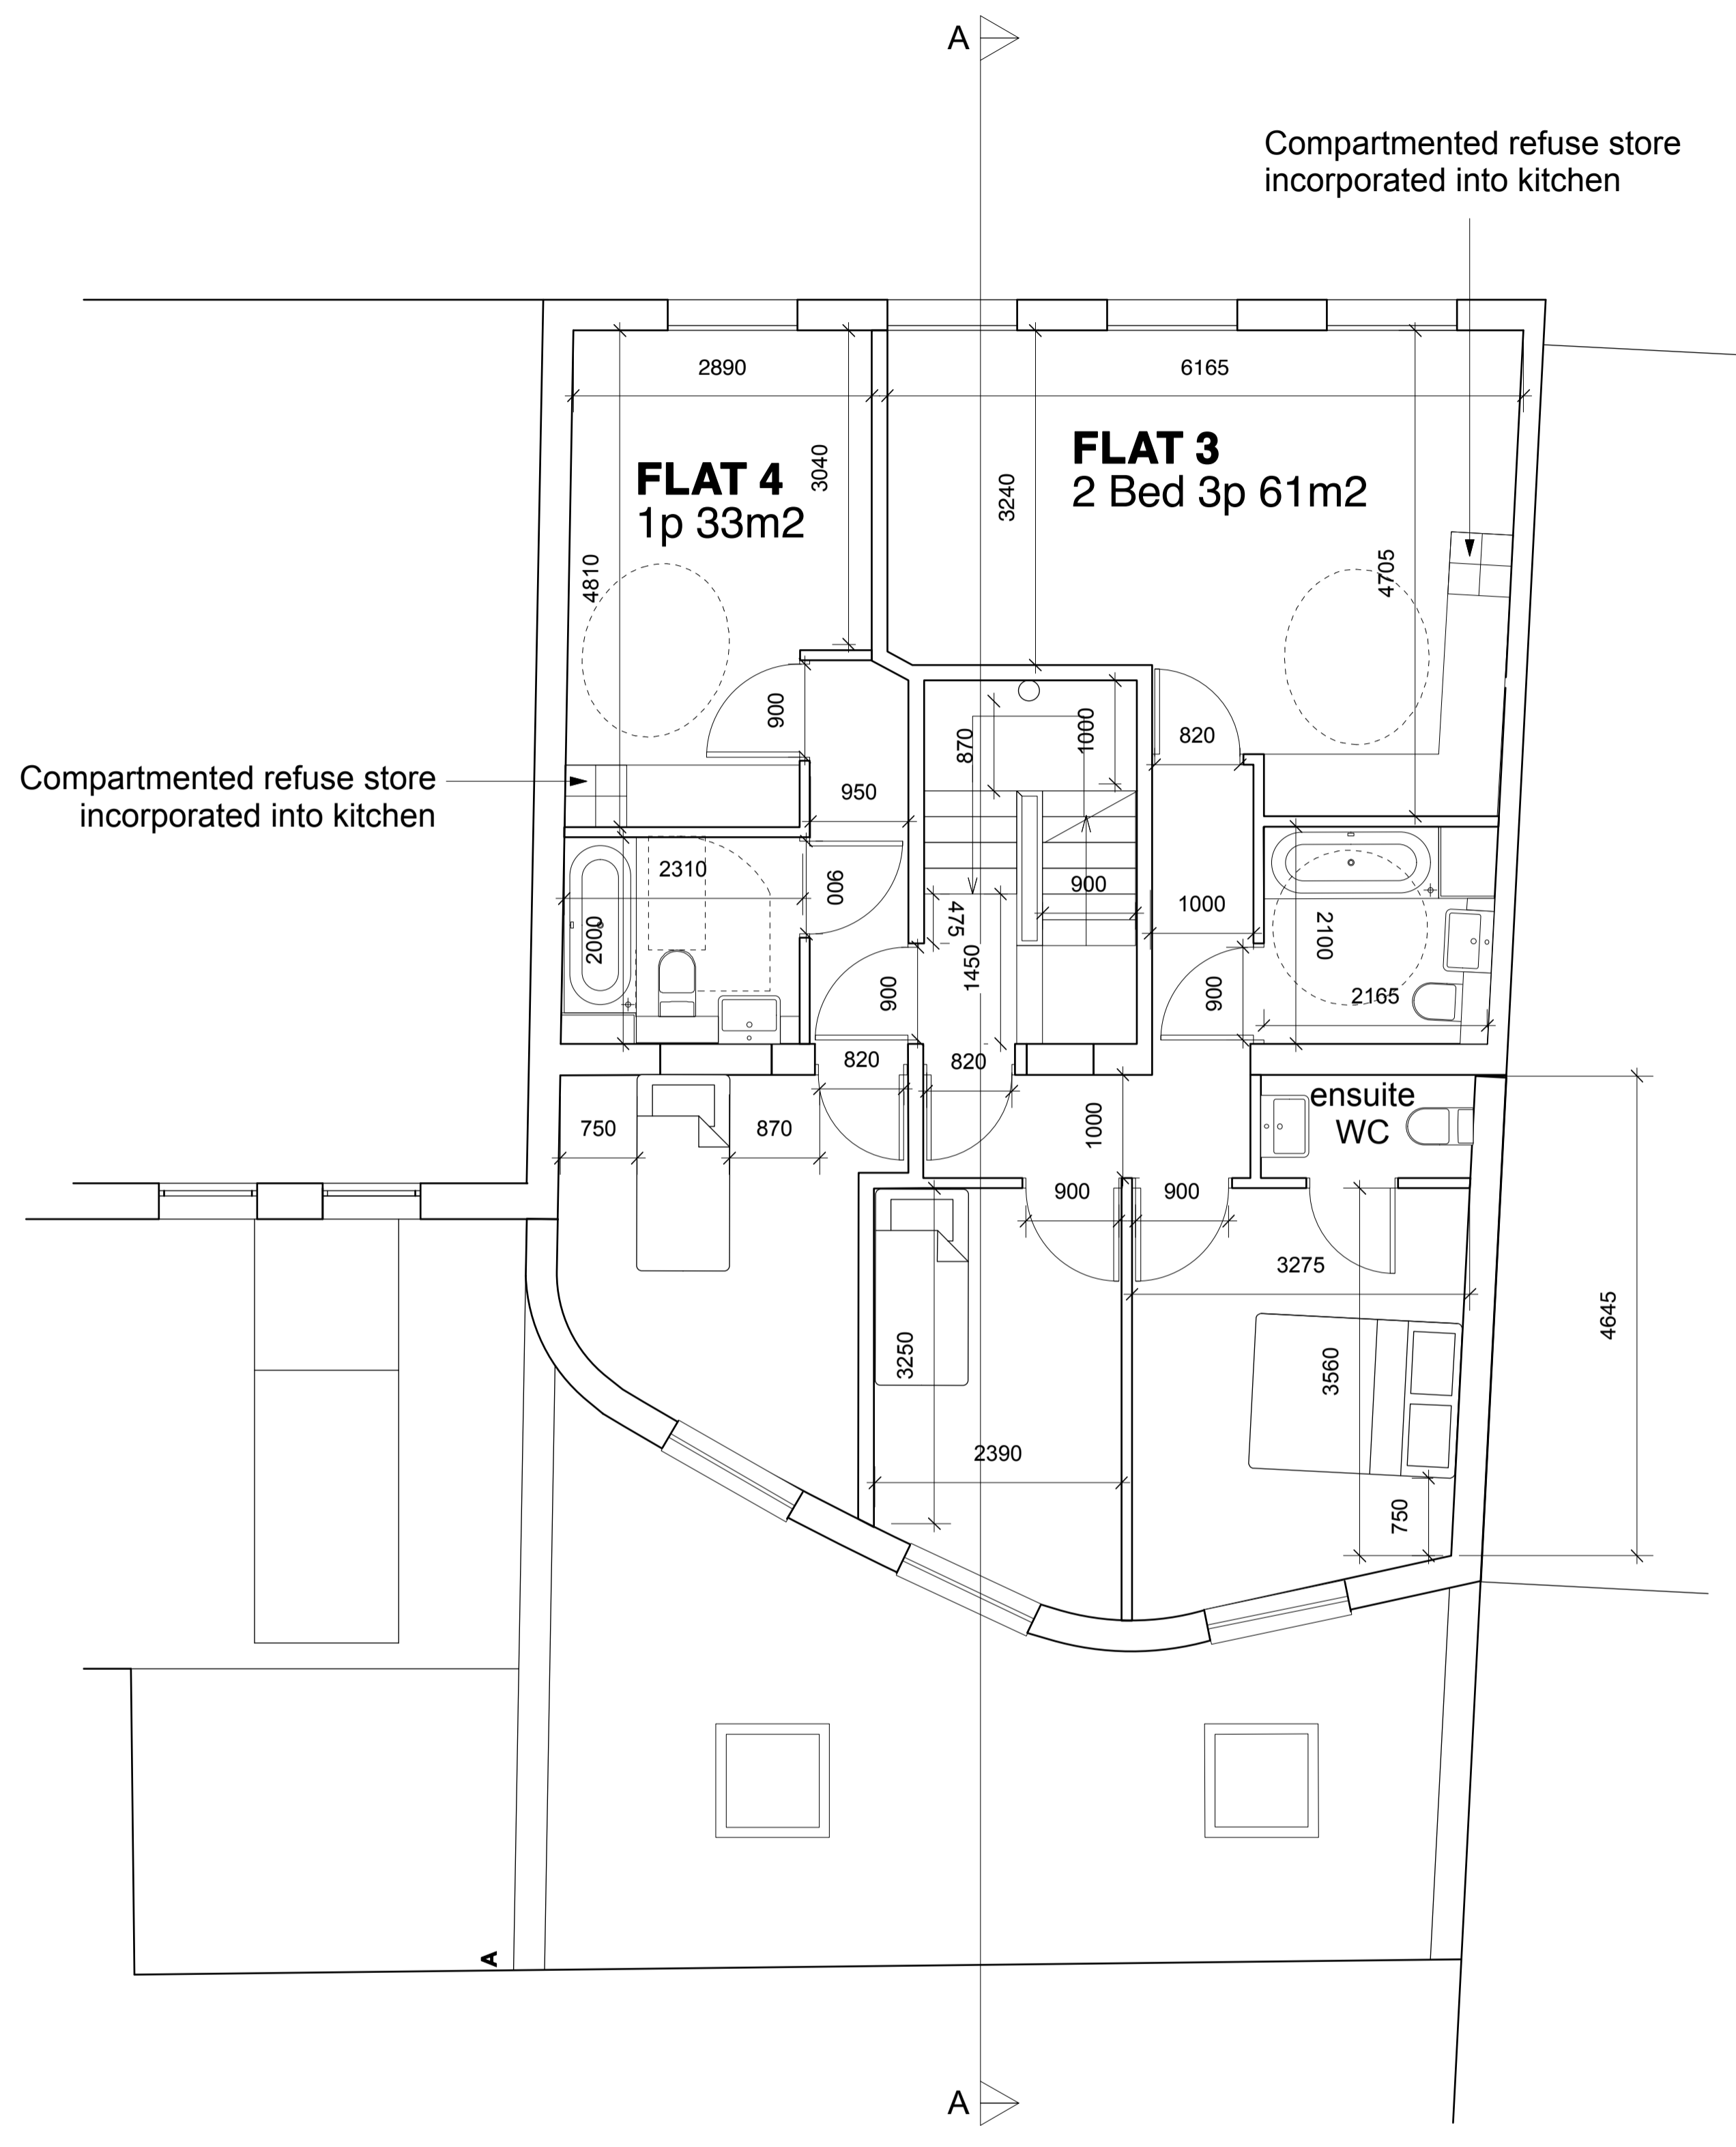 A
Compartmented refuse store
incorporated into kitchen
2890
6165
FLAT 4
1p 33m2
3040
FLAT 3
2 Bed 3p 61m2
3240
4810
4705
900
870
1000
820
Compartmented refuse store
incorporated into kitchen
950
2310
900
900
2000
475
1450
1000
2100
900
900
2165
820
820
750
870
1000
ensuite
WC
900
900
3275
3250
3560
4645
2390
750
A
A